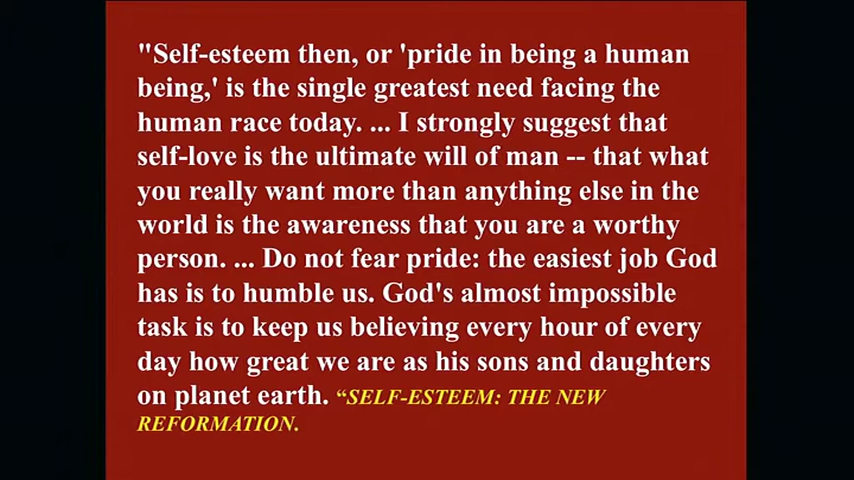 "Self-esteem then, or 'pride in being a human
being,' is the single greatest need facing the
human race today. ... I strongly suggest that
self-love is the ultimate will of man -- that what
you really want more than anything else in the
world is the awareness that you are a worthy
person. ... Do not fear pride: the easiest job God
has is to humble us. God's almost impossible
task is to keep us believing every hour of every
day how great we are as his sons and daughters
on planet earth. “SELF-ESTEEM: THE NEW
REFORMATION.